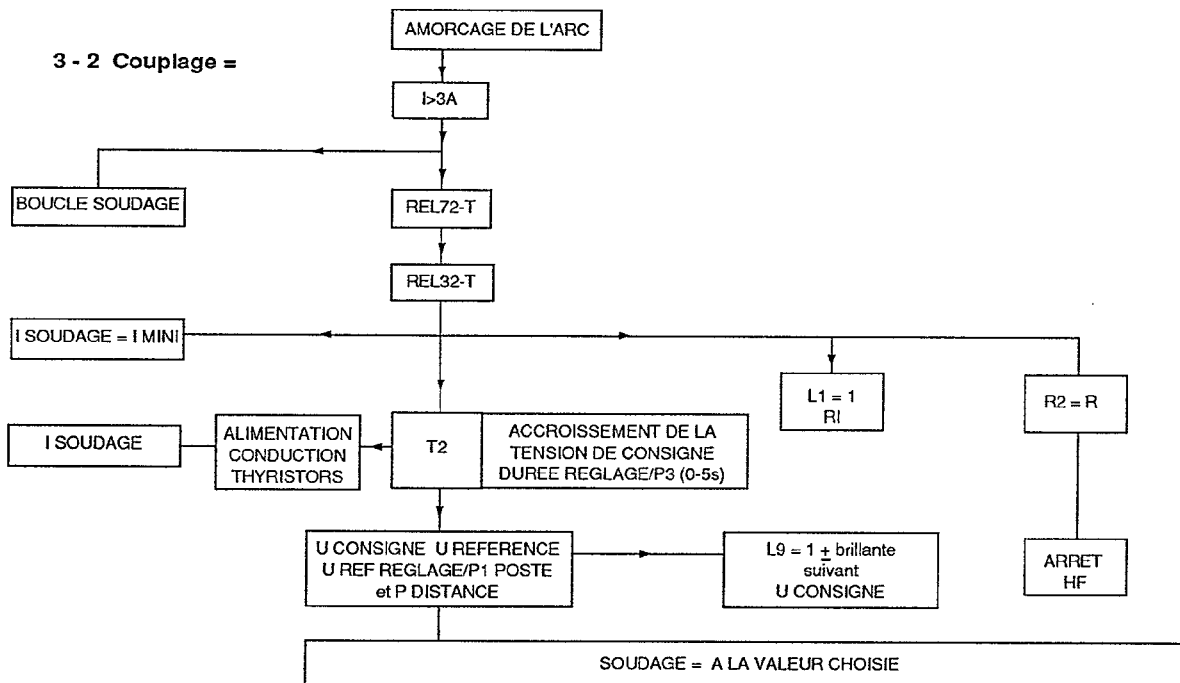 AMORCAGE DE L'ARC
3 - 2 Couplage =
I>3A
BOUCLE SOUDAGE
REL72-T
REL32-T
I SOUDAGE = I MINI
L1 = 1
RI
R2 = R
I SOUDAGE
ALIMENTATION
CONDUCTION
THYRISTORS
T2
ACCROISSEMENT DE LA
TENSION DE CONSIGNE
DUREE REGLAGE/P3 (0-5s)
U CONSIGNE U REFERENCE
U REF REGLAGE/P1 POSTE
et P DISTANCE
L9 = 1 ± brillante
suivant
U CONSIGNE
ARRET
HF
SOUDAGE = A LA VALEUR CHOISIE